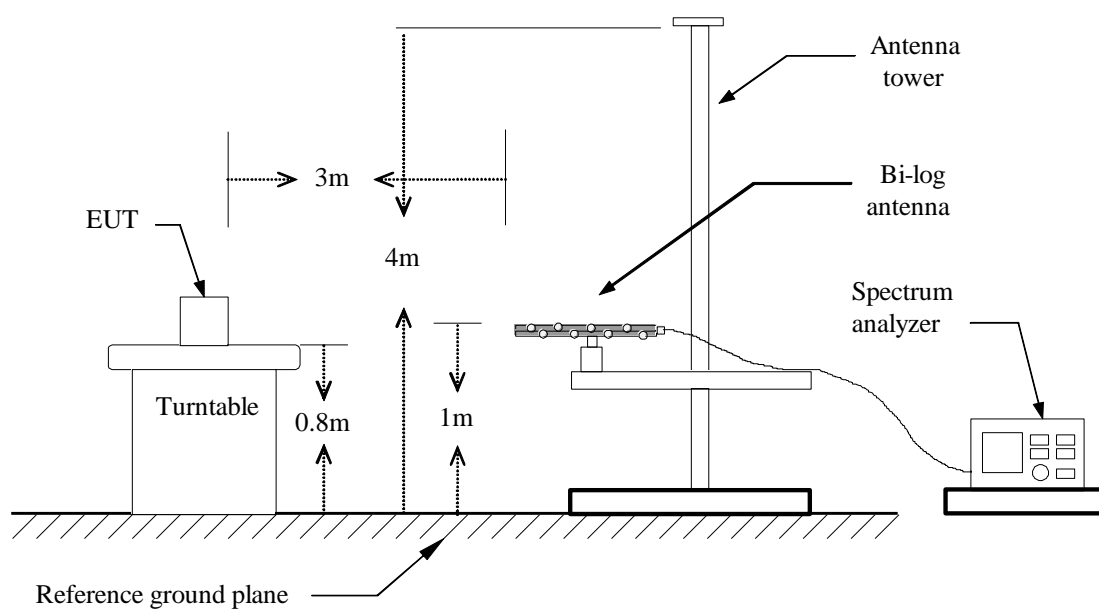 Antenna
tower
3m
Bi-log
antenna
EUT
4m
Spectrum
analyzer
Turntable
0.8m
1m
Reference ground plane